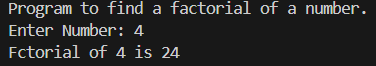 Program to find a factorial of a number.
Enter Number: 4
Fctorial of 4 is 24